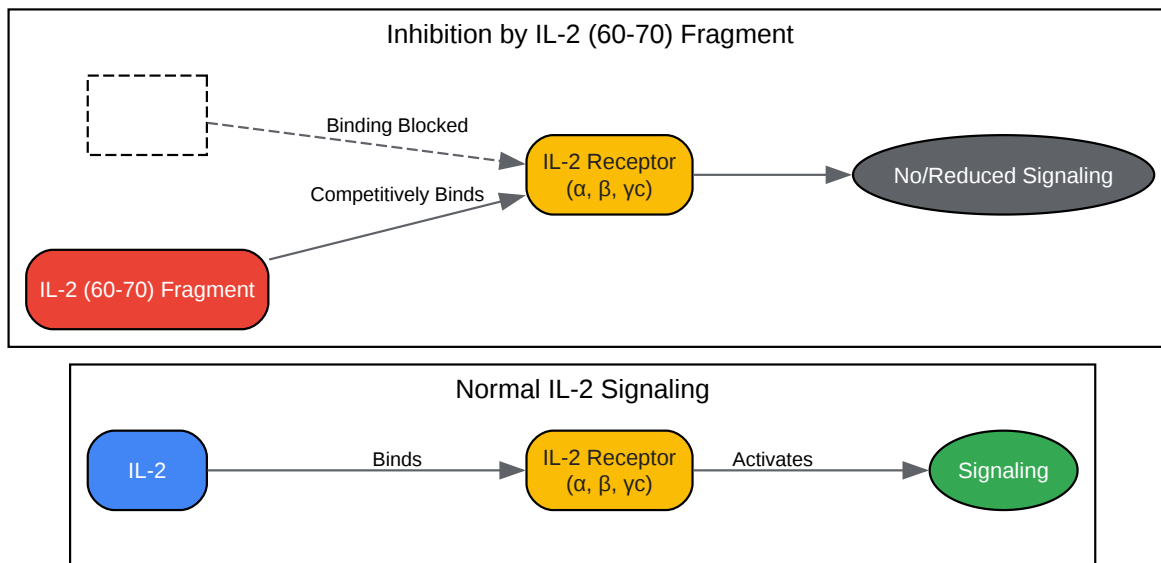 Inhibition by IL-2 (60-70) Fragment
Binding Blocked
IL-2 Receptor
(α, β, γc)
No/Reduced Signaling
Competitively Binds
IL-2 (60-70) Fragment
Normal IL-2 Signaling
IL-2
Binds
IL-2 Receptor
(α, β, γc)
Activates
Signaling